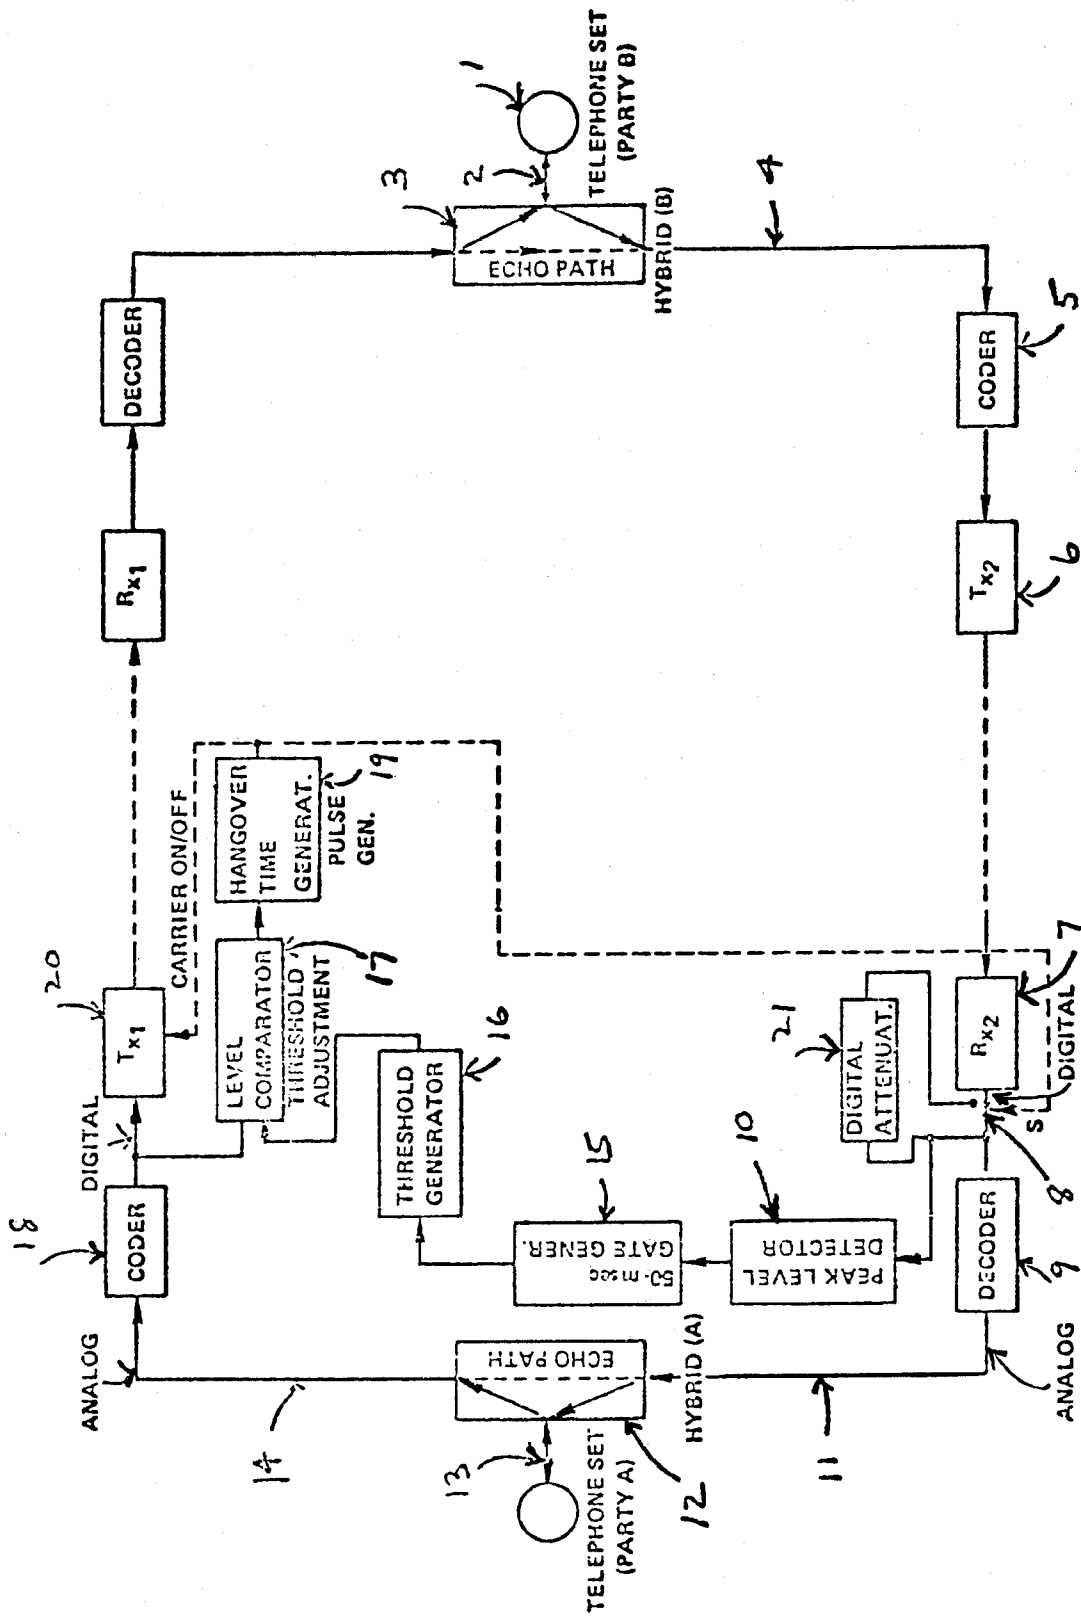 TELEPHONE SET
(PARTY A)
13
12
HYBRID (A)
ECHO PATH
14
11
ANALOG
ANALOG
18
CODER
DIGITAL
20
Tx1
CARRIER ON/OFF
LEVEL
COMPARATOR
THRESHOLD
ADJUSTMENT
17
HANGOVER
TIME
GENERAT.
PULSE
GEN.
19
THRESHOLD
GENERATOR
16
50-msec
GATE GENER.
15
PEAK LEVEL
DETECTOR
10
DECODER
9
8
S
DIGITAL
ATTENUAT.
21
Rx2
7
DIGITAL
Rx1
DECODER
3
2
1
ECHO PATH
HYBRID (B)
TELEPHONE SET
(PARTY B)
4
CODER
5
Tx2
6